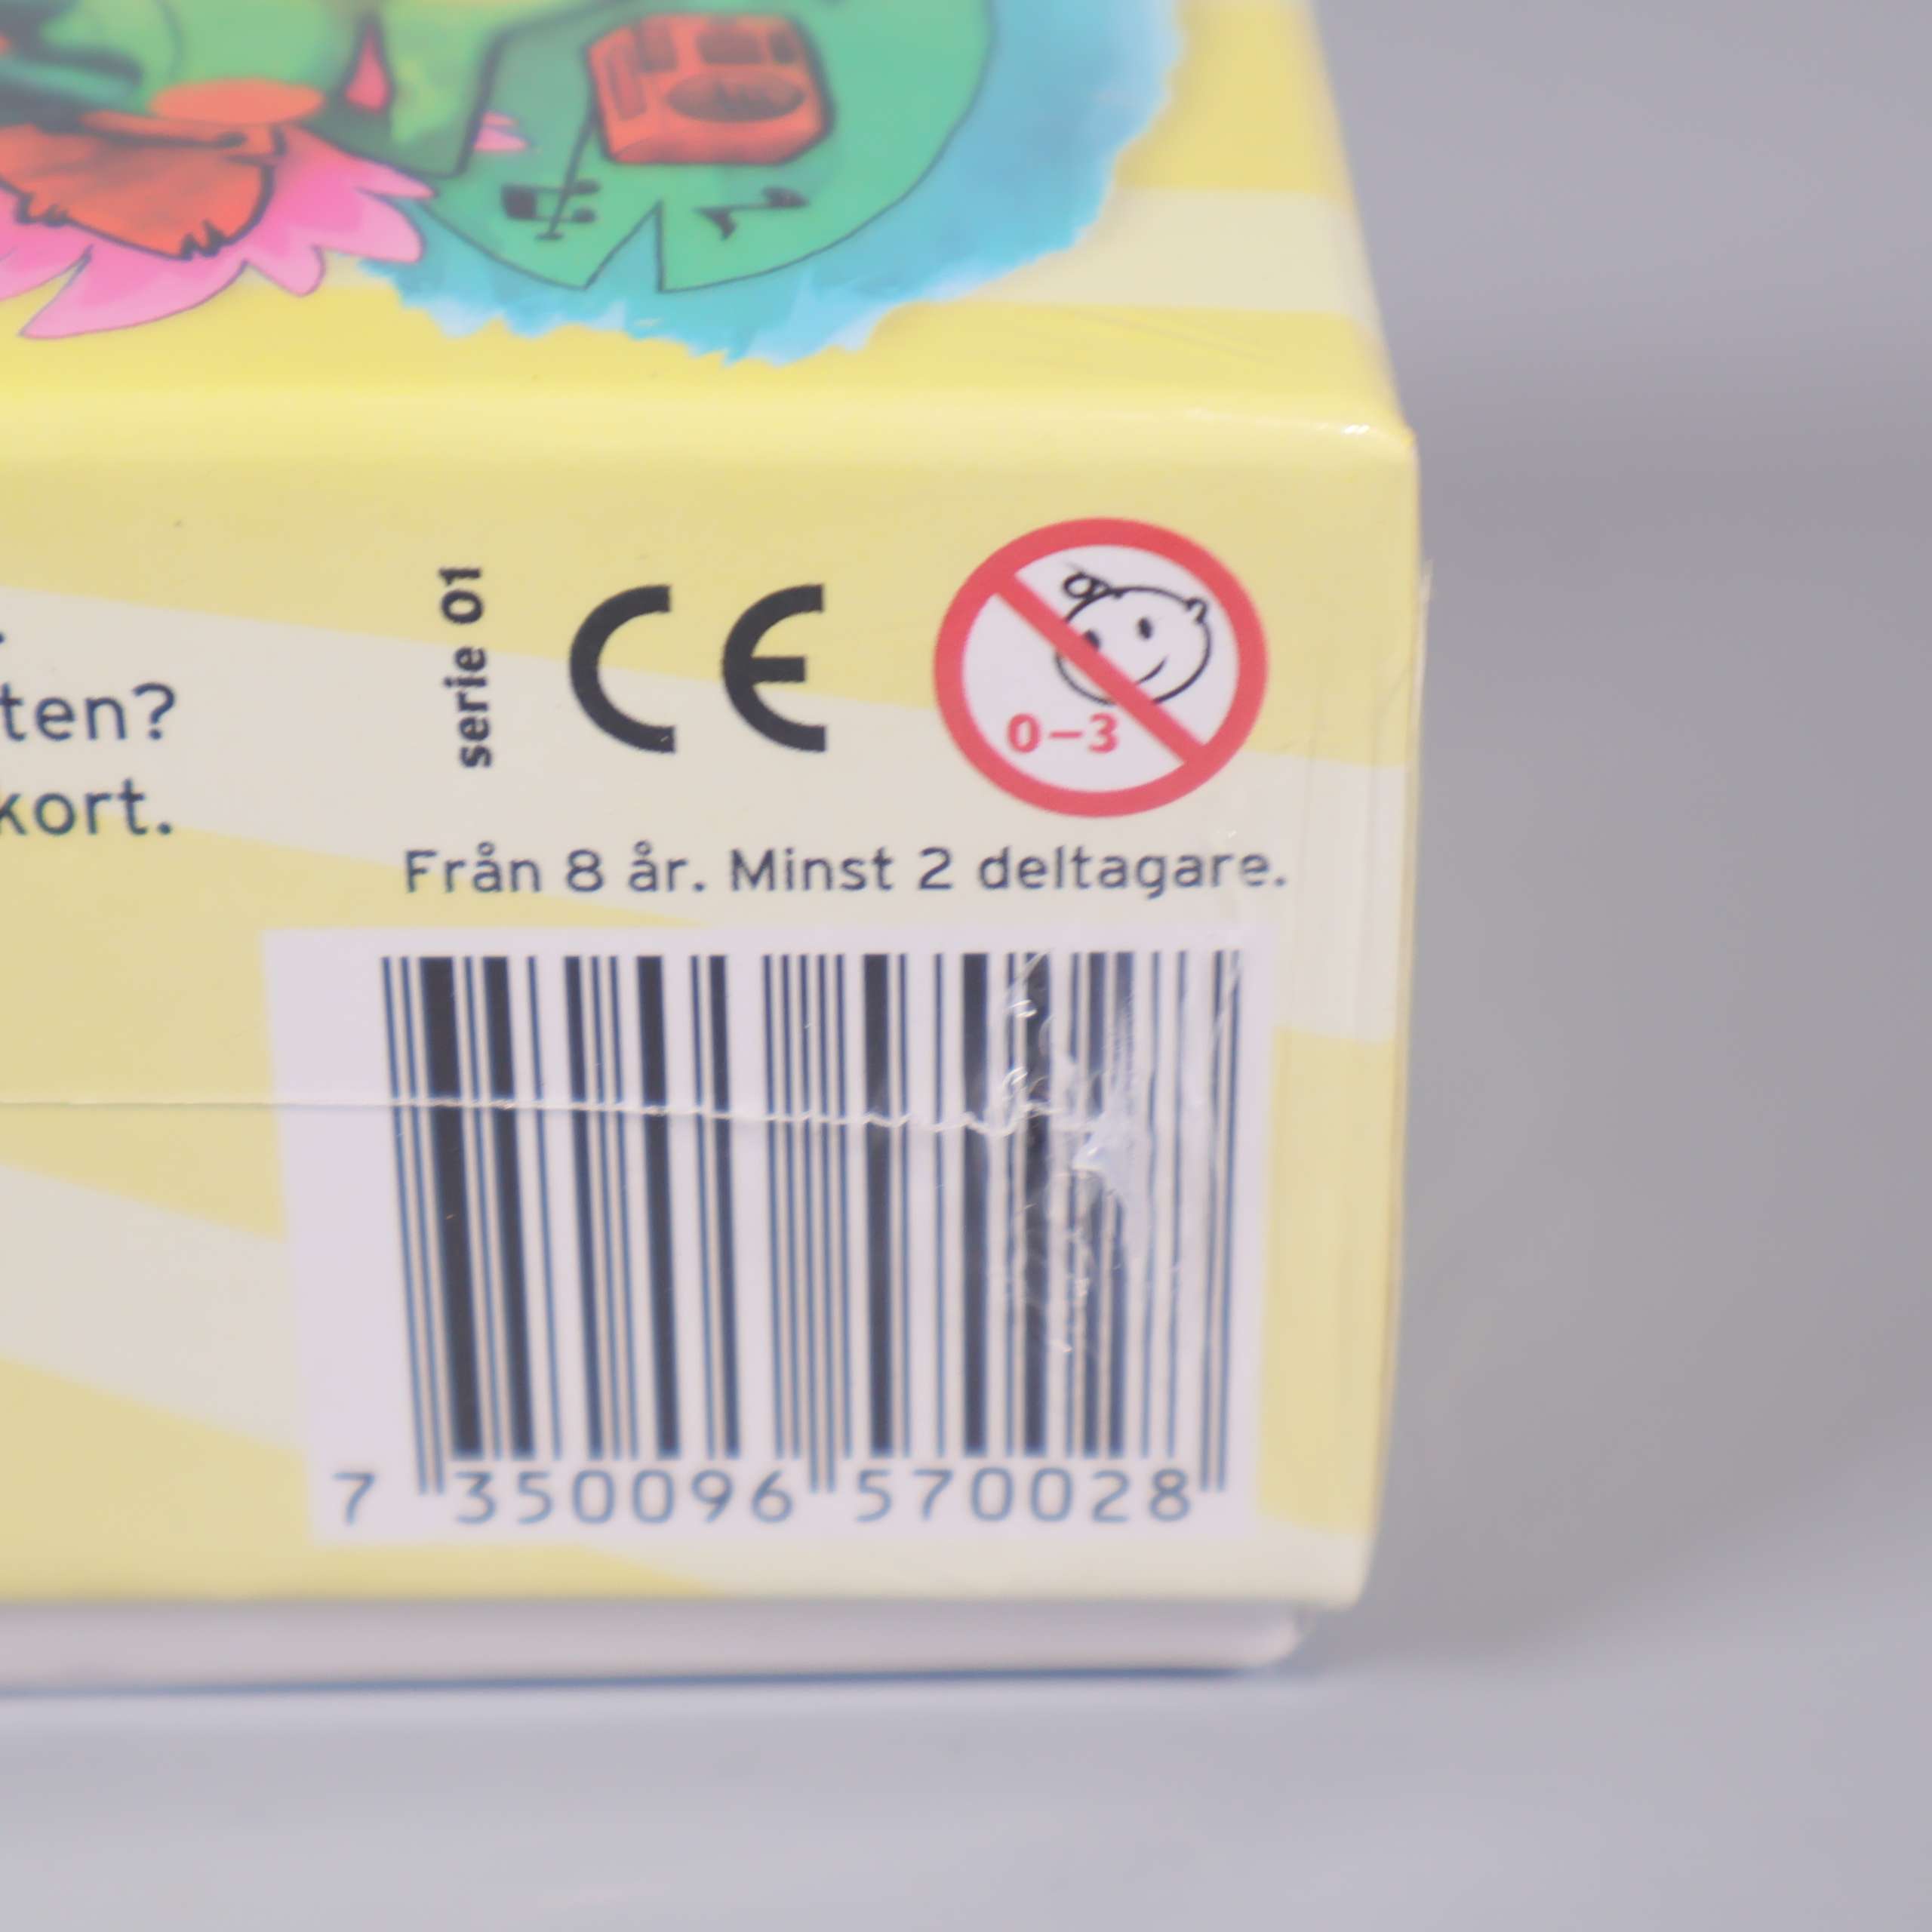 serie 01
CE
0–3
ten?
kort.
Från 8 år. Minst 2 deltagare.
7 350096 570028